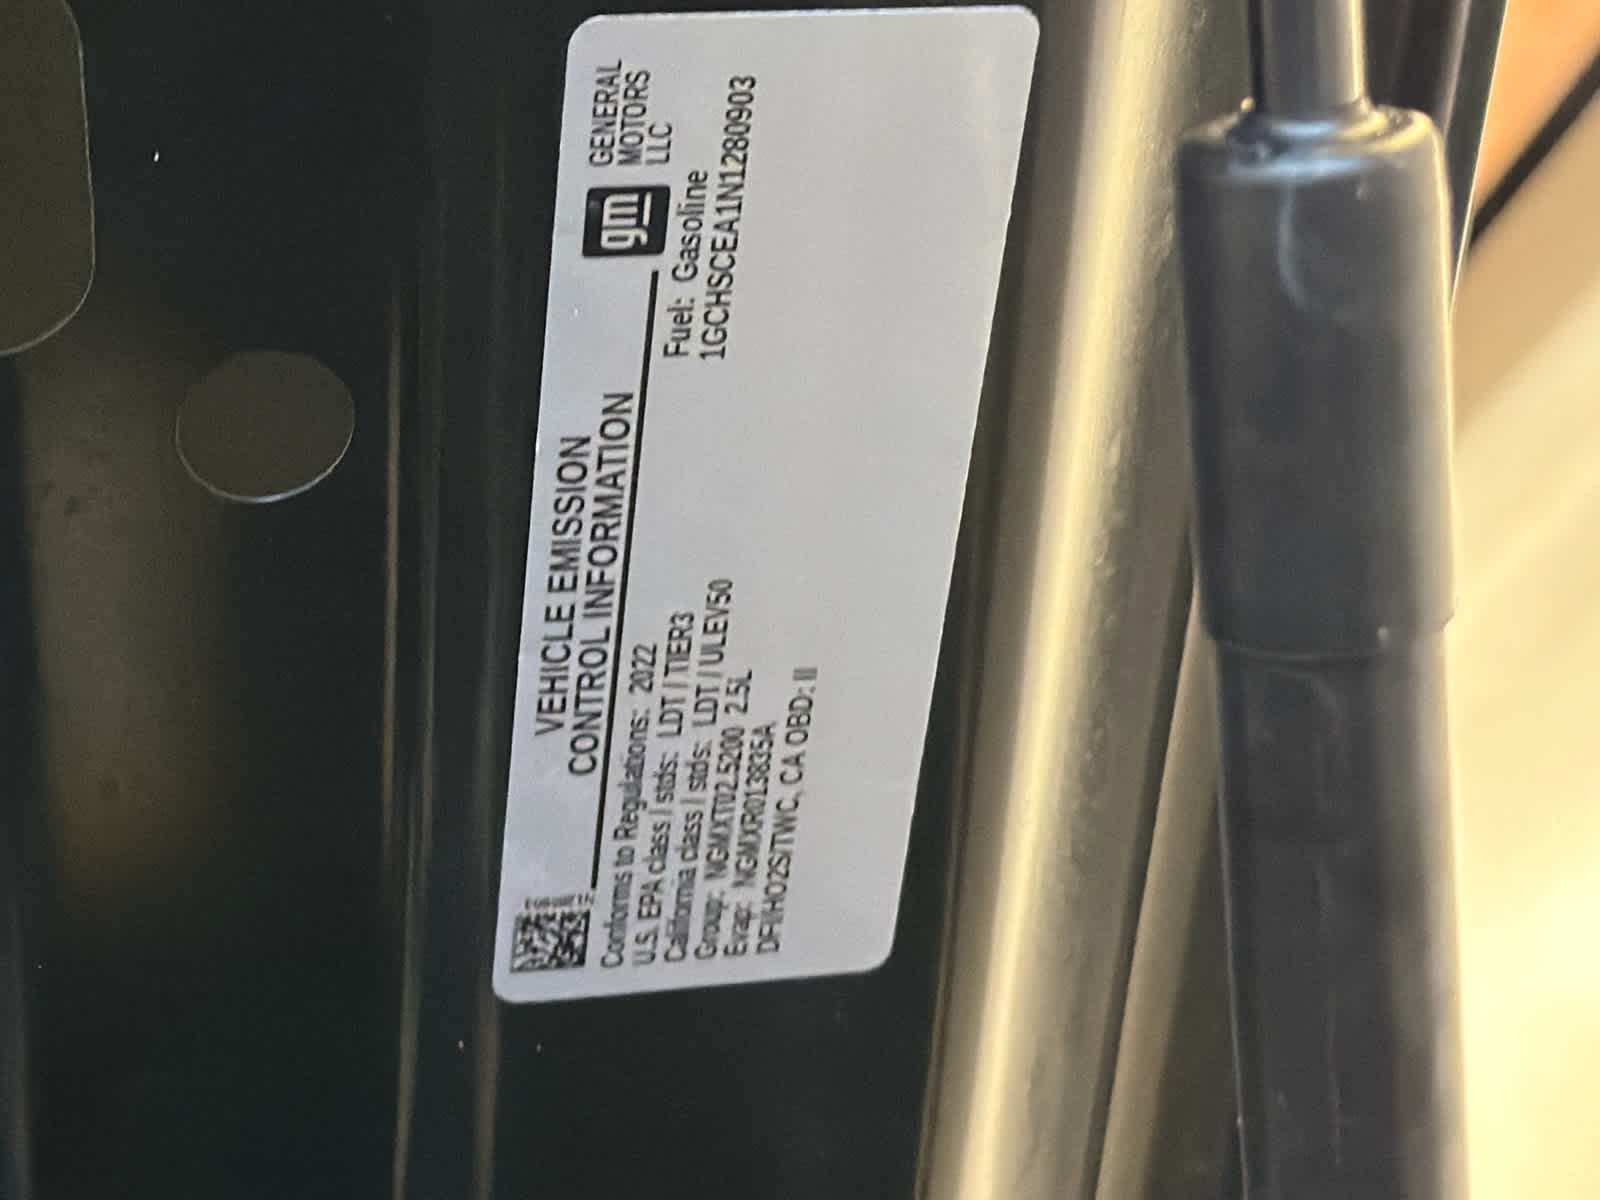 VEHICLE EMISSION
CONTROL INFORMATION
gm
GENERAL
MOTORS
LLC
Conforms to Regulations: 2022
Fuel: Gasoline
U.S. EPA class / stds: LDT / TIER3
1GCHSCEA1N1280903
California class / stds: LDT / ULEV50
Group: NGMXT02.5200 2.5L
Evap: NGMXR013835A
DFI/HO2S/TWC, CA OBD: II